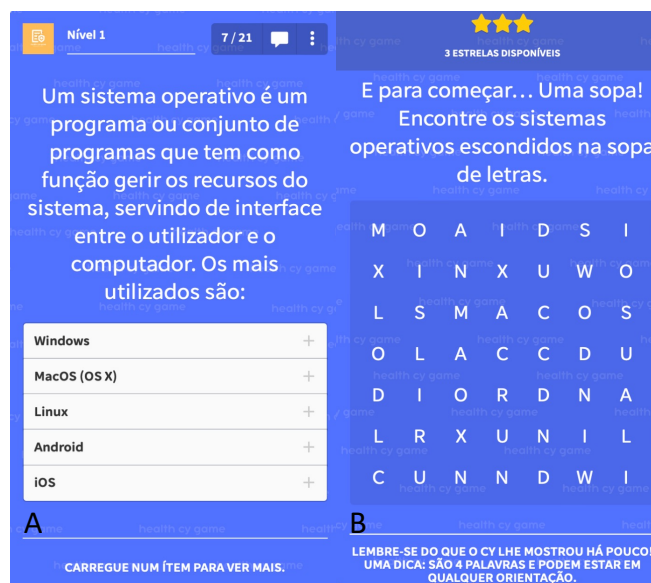 Nível 1
7 / 21
Um sistema operativo é um
programa ou conjunto de
programas que tem como
função gerir os recursos do
sistema, servindo de interface
entre o utilizador e o
computador. Os mais
utilizados são:
Windows
MacOS (OS X)
Linux
Android
iOS
A
CARREGUE NUM ÍTEM PARA VER MAIS.
3 ESTRELAS DISPONÍVEIS
E para começar... Uma sopa!
Encontre os sistemas
operativos escondidos na sopa
de letras.
M O A I D S I
X I N X U W O
L S M A C O S
O L A C C D U
D I O R D N A
L R X U N I L
C U N N D W I
B
LEMBRE-SE DO QUE O CY LHE MOSTROU HÁ POUCO!
UMA DICA: SÃO 4 PALAVRAS E PODEM ESTAR EM
QUALQUER ORIENTAÇÃO.
health cy game